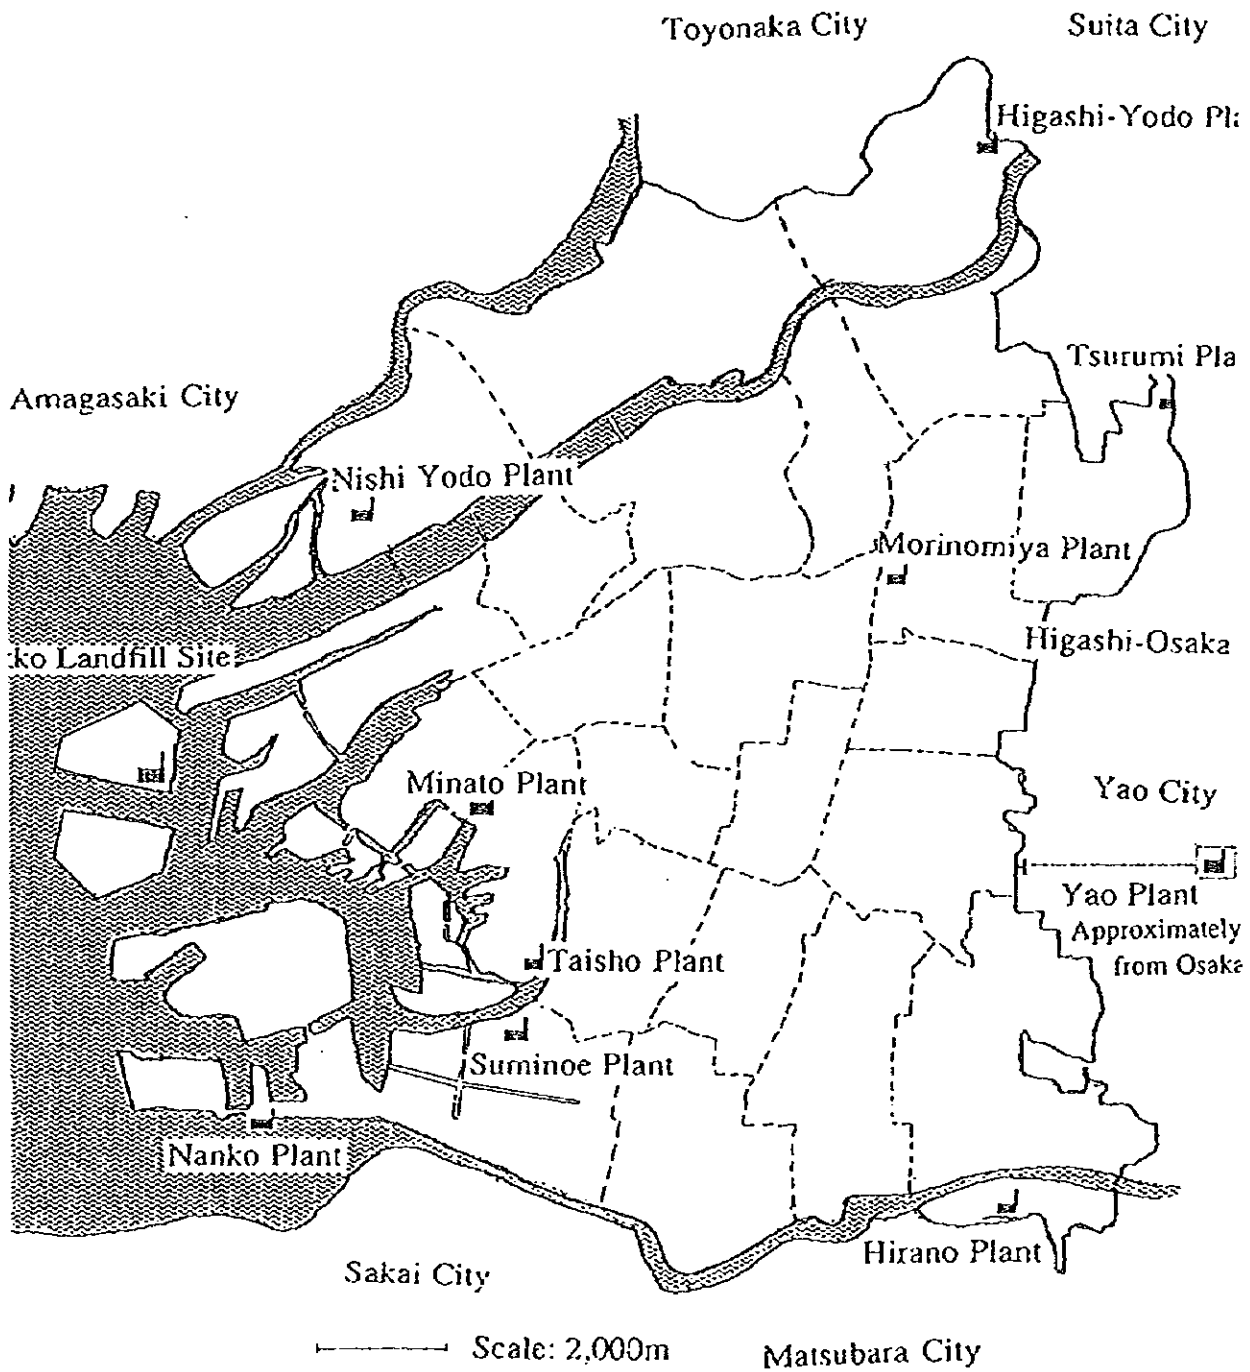 Toyonaka City
Suita City
Higashi-Yodo Pla
Tsurumi Pla
Amagasaki City
Nishi Yodo Plant
Morinomiya Plant
kko Landfill Site
Higashi-Osaka
Minato Plant
Yao City
Yao Plant
Approximately
from Osaka
Taisho Plant
Suminoe Plant
Nanko Plant
Hirano Plant
Sakai City
Scale: 2,000m
Matsubara City